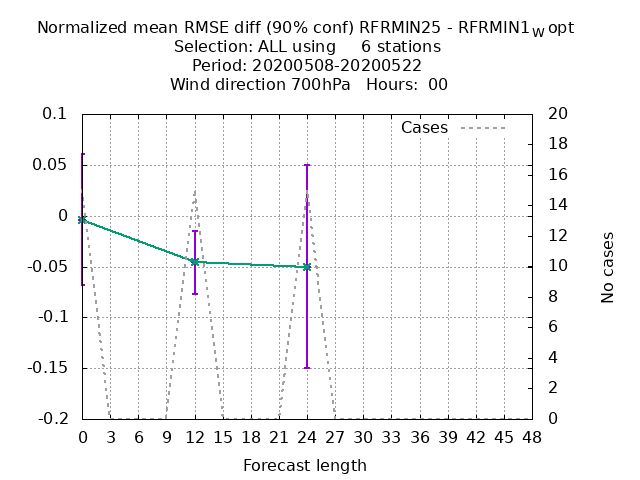 Normalized mean RMSE diff (90% conf) RFRMIN25 - RFRMIN1wopt
Selection: ALL using 6 stations
Period: 20200508-20200522
Wind direction 700hPa Hours: 00
Cases
0.1
0.05
0
-0.05
-0.1
-0.15
-0.2
20
18
16
14
12
10
8
6
4
2
0
No cases
0 3 6 9 12 15 18 21 24 27 30 33 36 39 42 45 48
Forecast length